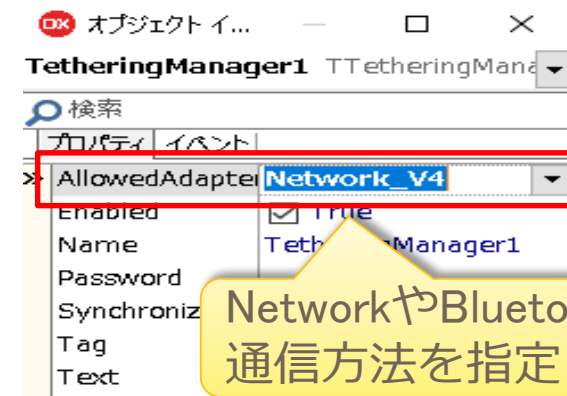 DX オブジェクト イ...
TetheringManager1 TTetheringMana
検索
プロパティ イベント
» AllowedAdapter Network_V4
Enabled True
Name TetheringManager1
Password
Synchroniz
Tag
Text
NetworkやBlueto
通信方法を指定